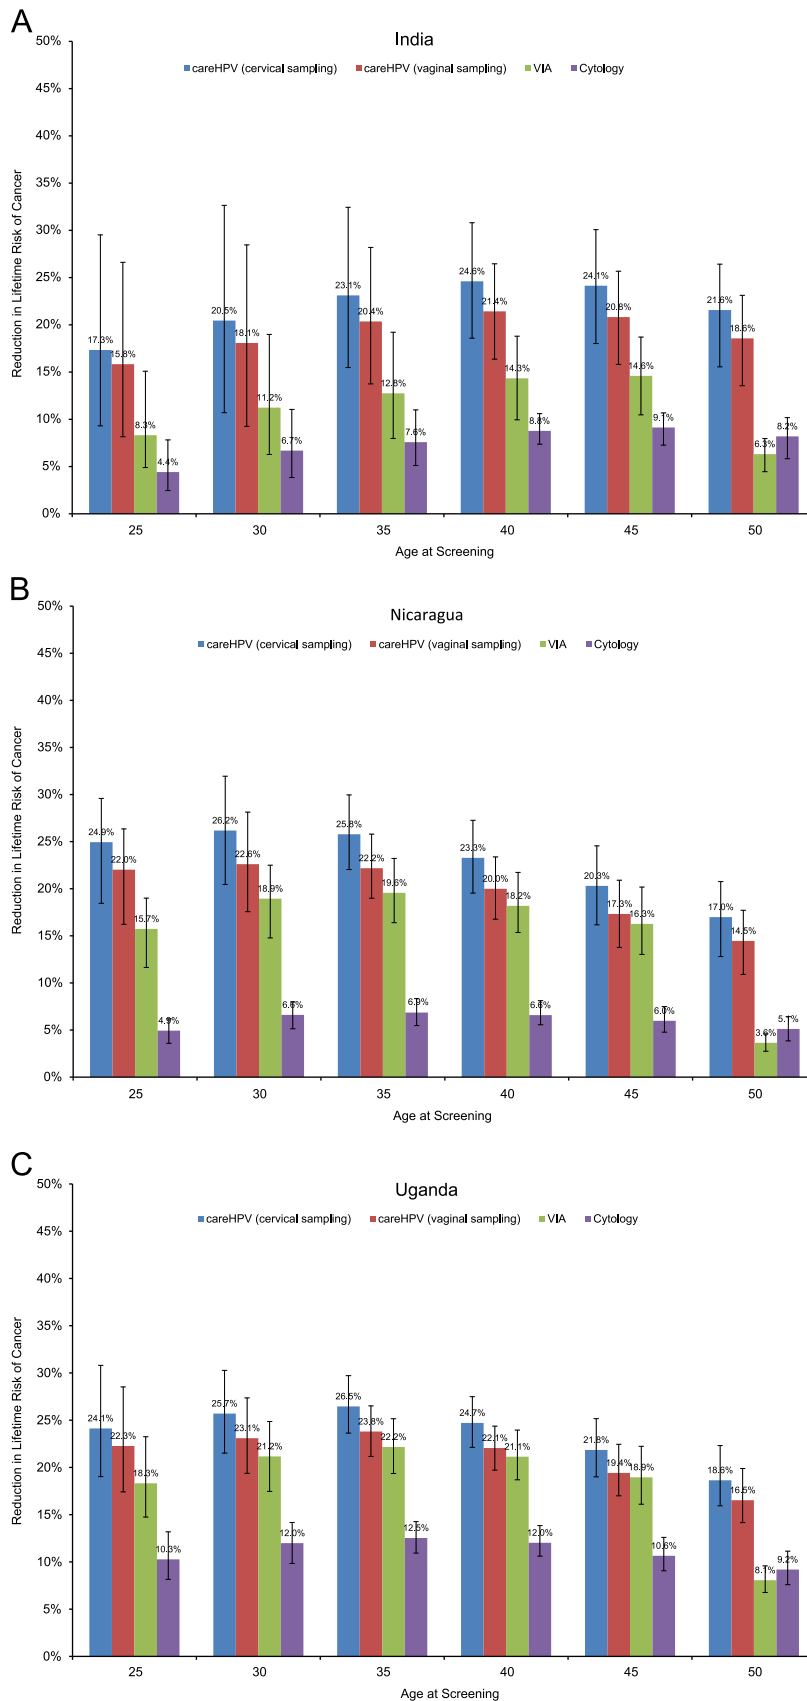 A
India
careHPV (cervical sampling) careHPV (vaginal sampling) VIA Cytology
Reduction in Lifetime Risk of Cancer
50%
45%
40%
35%
30%
25%
20%
15%
10%
5%
0%
17.3% 15.8% 8.3% 4.4%
20.5% 18.1% 11.2% 6.7%
23.1% 20.4% 12.8% 7.6%
24.6% 21.4% 14.3% 8.8%
24.1% 20.8% 14.6% 9.1%
21.6% 18.6% 6.3% 8.2%
25 30 35 40 45 50
Age at Screening
B
Nicaragua
careHPV (cervical sampling) careHPV (vaginal sampling) VIA Cytology
Reduction in Lifetime Risk of Cancer
50%
45%
40%
35%
30%
25%
20%
15%
10%
5%
0%
24.9% 22.0% 15.7% 4.9%
26.2% 22.6% 18.9% 6.6%
25.8% 22.2% 19.6% 6.9%
23.3% 20.0% 18.2% 6.6%
20.3% 17.3% 16.3% 6.0%
17.0% 14.5% 3.6% 5.1%
25 30 35 40 45 50
Age at Screening
C
Uganda
careHPV (cervical sampling) careHPV (vaginal sampling) VIA Cytology
Reduction in Lifetime Risk of Cancer
50%
45%
40%
35%
30%
25%
20%
15%
10%
5%
0%
24.1% 22.3% 18.3% 10.3%
25.7% 23.1% 21.2% 12.0%
26.5% 23.8% 22.2% 12.5%
24.7% 22.1% 21.1% 12.0%
21.8% 19.4% 18.9% 10.6%
18.6% 16.5% 8.1% 9.2%
25 30 35 40 45 50
Age at Screening